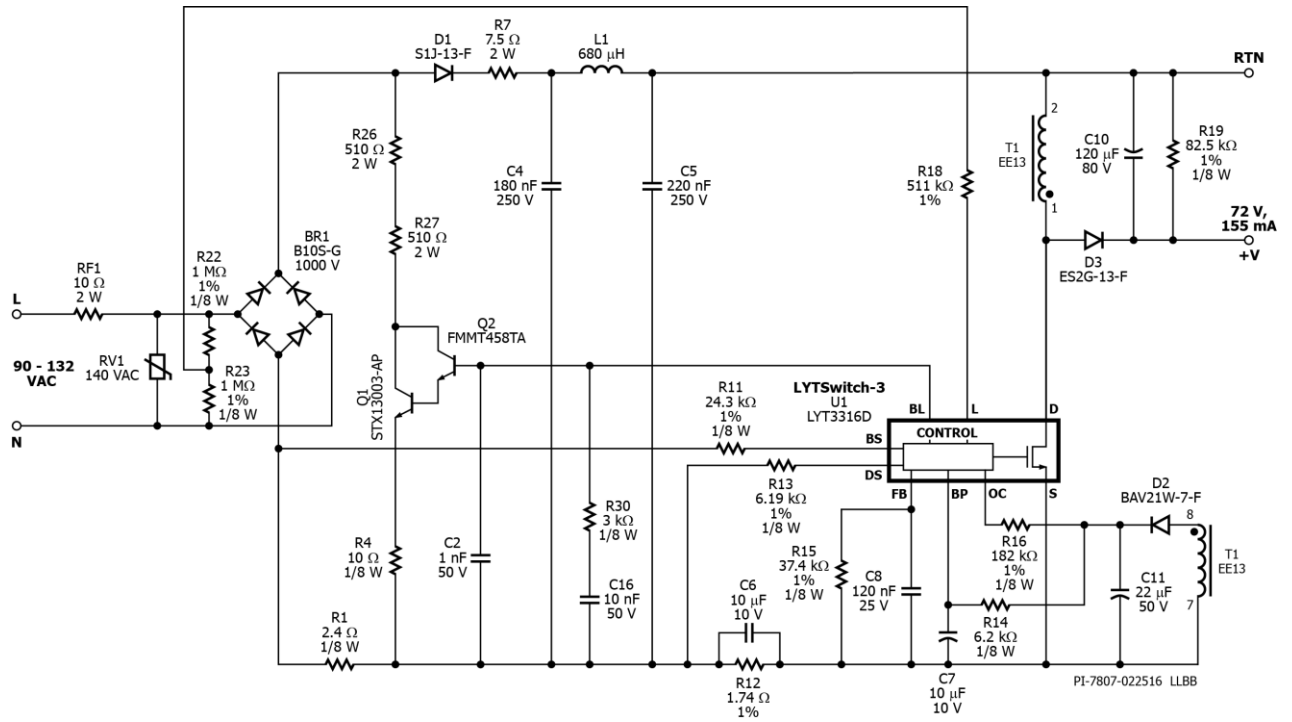 D1
S1J-13-F
R7
7.5 Ω
2 W
L1
680 μH
RTN
R26
510 Ω
2 W
C4
180 nF
250 V
C5
220 nF
250 V
R18
511 kΩ
1%
2
T1
EE13
1
C10
120 μF
80 V
R19
82.5 kΩ
1%
1/8 W
R27
510 Ω
2 W
72 V,
155 mA
+V
D3
ES2G-13-F
BR1
B10S-G
1000 V
R22
1 MΩ
1%
1/8 W
RF1
10 Ω
2 W
L
90 - 132
VAC
N
RV1
140 VAC
R23
1 MΩ
1%
1/8 W
Q2
FMMT458TA
Q1
STX13003-AP
R11
24.3 kΩ
1%
1/8 W
LYTSwitch-3
U1
LYT3316D
BL
L
D
CONTROL
BS
DS
FB
BP
OC
S
R13
6.19 kΩ
1%
1/8 W
D2
BAV21W-7-F
8
T1
EE13
7
R16
182 kΩ
1%
1/8 W
C11
22 μF
50 V
R14
6.2 kΩ
1/8 W
R15
37.4 kΩ
1%
1/8 W
C8
120 nF
25 V
R30
3 kΩ
1/8 W
R4
10 Ω
1/8 W
C2
1 nF
50 V
C16
10 nF
50 V
C6
10 μF
10 V
R1
2.4 Ω
1/8 W
R12
1.74 Ω
1%
C7
10 μF
10 V
PI-7807-022516 LLBB